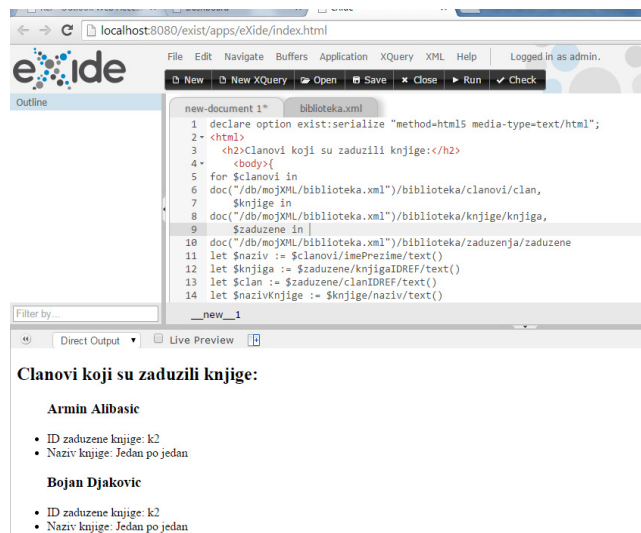 localhost:8080/exist/apps/eXide/index.html
eXide
File Edit Navigate Buffers Application XQuery XML Help Logged in as admin.
New New XQuery Open Save Close Run Check
Outline
new-document 1* biblioteka.xml
1 declare option exist:serialize "method=html5 media-type=text/html";
2 <html>
3 <h2>Clanovi koji su zaduzili knjige:</h2>
4 <body>{
5 for $clanovi in
6 doc("/db/mojXML/biblioteka.xml")/biblioteka/clanovi/clan,
7 $knjige in
8 doc("/db/mojXML/biblioteka.xml")/biblioteka/knjige/knjiga,
9 $zaduzene in
10 doc("/db/mojXML/biblioteka.xml")/biblioteka/zaduzenja/zaduzene
11 let $naziv := $clanovi/imePrezime/text()
12 let $knjiga := $zaduzene/knjigaIDREF/text()
13 let $clan := $zaduzene/clanIDREF/text()
14 let $nazivKnjige := $knjige/naziv/text()
Filter by...
__new__1
Direct Output Live Preview
Clanovi koji su zaduzili knjige:
Armin Alibasic
ID zaduzene knjige: k2
Naziv knjige: Jedan po jedan
Bojan Djakovic
ID zaduzene knjige: k2
Naziv knjige: Jedan po jedan